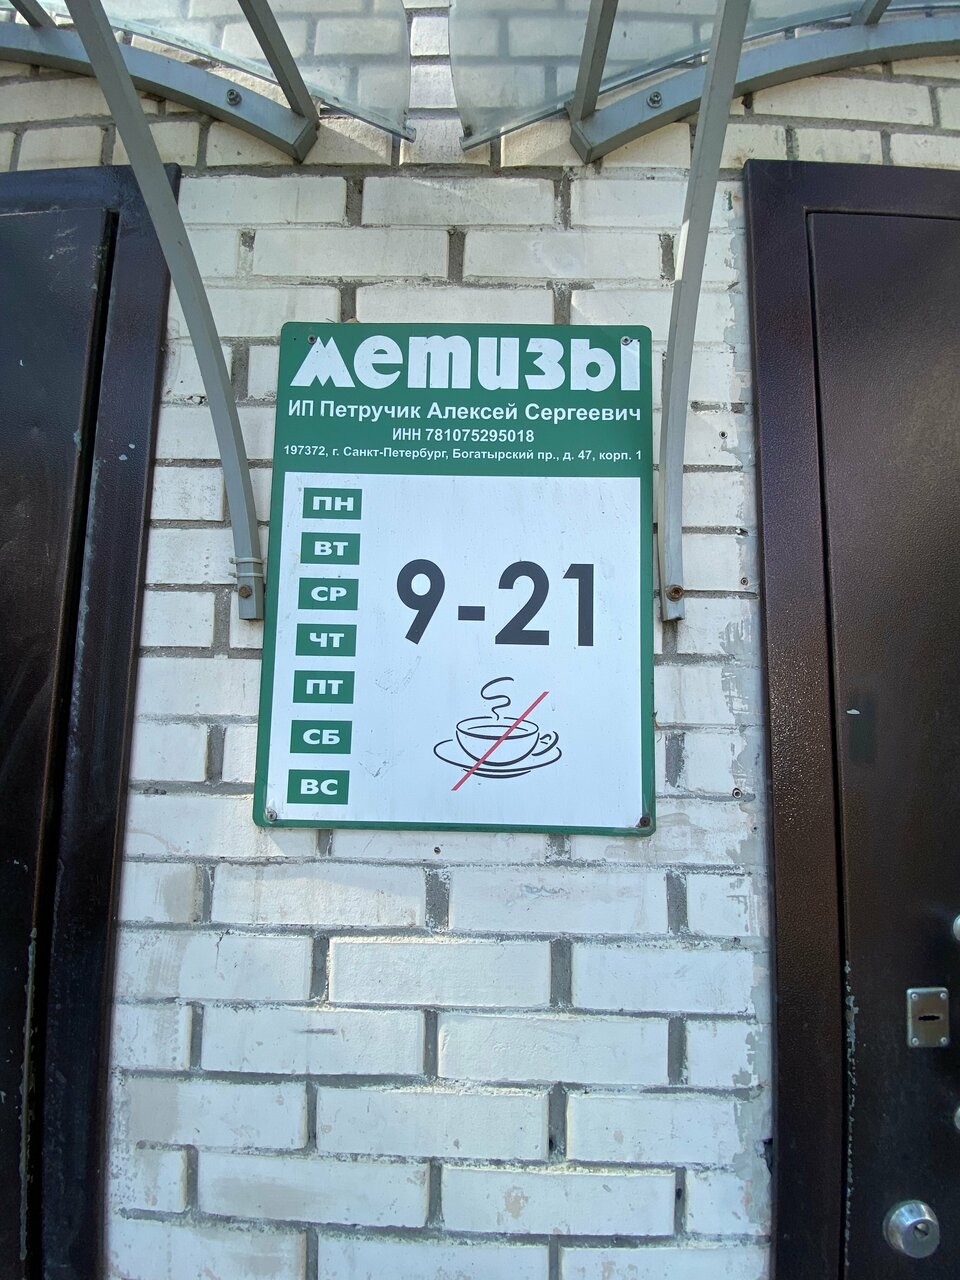 метизы
ИП Петручик Алексей Сергеевич
ИНН 781075295018
197372, г. Санкт-Петербург, Богатырский пр., д. 47, корп. 1
ПН
ВТ
СР
ЧТ
ПТ
СБ
ВС
9-21